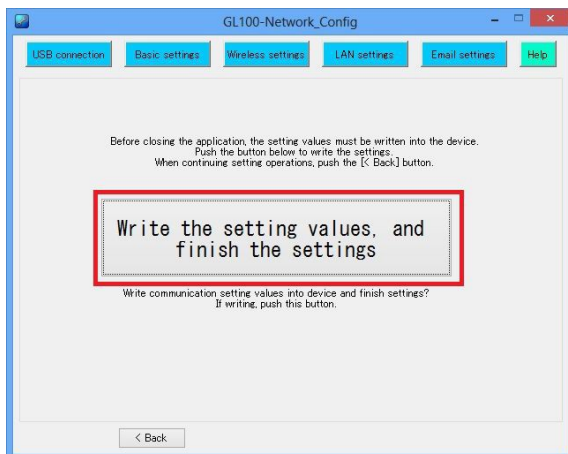 GL100-Network_Config
USB connection
Basic settings
Wireless settings
LAN settings
Email settings
Help
Before closing the application, the setting values must be written into the device.
Push the button below to write the settings.
When continuing setting operations, push the [< Back] button.
Write the setting values, and
finish the settings
Write communication setting values into device and finish settings?
If writing, push this button.
< Back